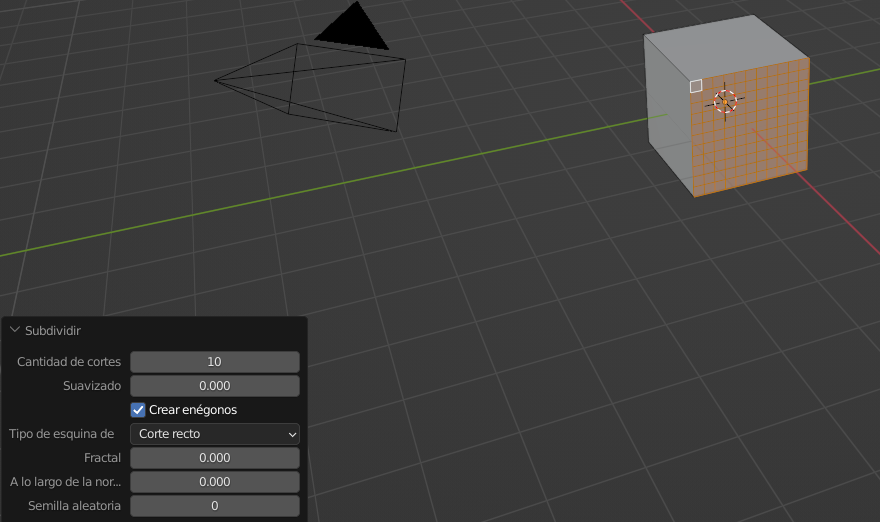 Subdividir
Cantidad de cortes 10
Suavizado 0.000
Crear enégonos
Tipo de esquina de Corte recto
Fractal 0.000
A lo largo de la nor... 0.000
Semilla aleatoria 0